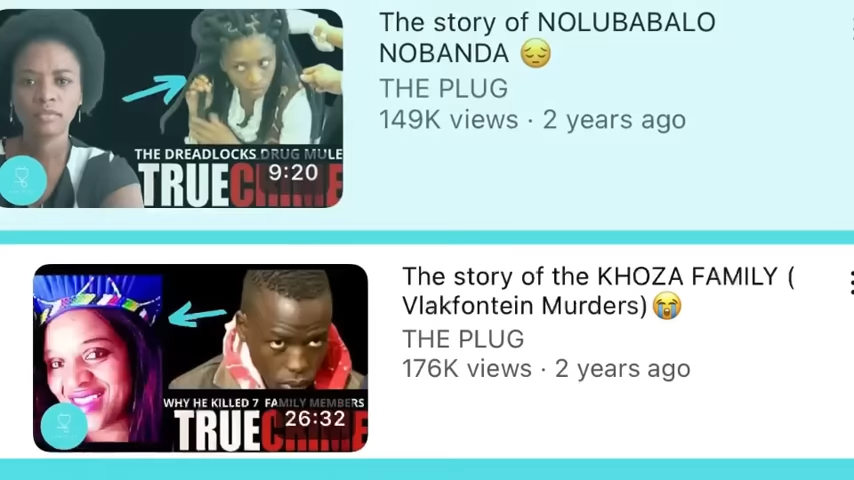 The story of NOLUBABALO
NOBANDA 😔
THE PLUG
149K views · 2 years ago
THE DREADLOCKS DRUG MULE
TRUE CRIME
9:20
The story of the KHOZA FAMILY (
Vlakfontein Murders)😭
THE PLUG
176K views · 2 years ago
WHY HE KILLED 7 FAMILY MEMBERS
TRUE CRIME
26:32